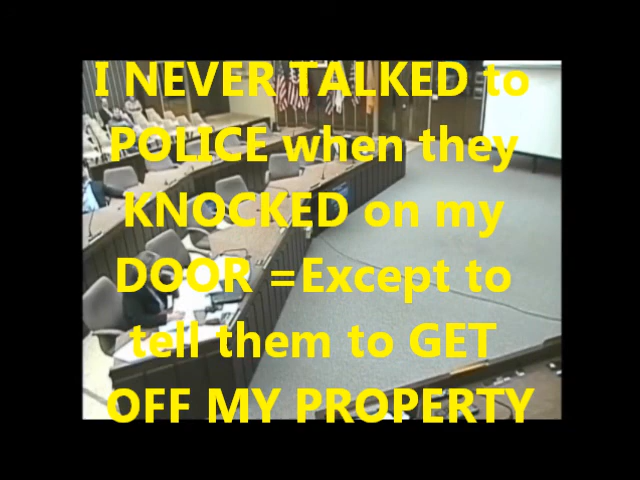 I NEVER TALKED to
POLICE when they
KNOCKED on my
DOOR =Except to
tell them to GET
OFF MY PROPERTY